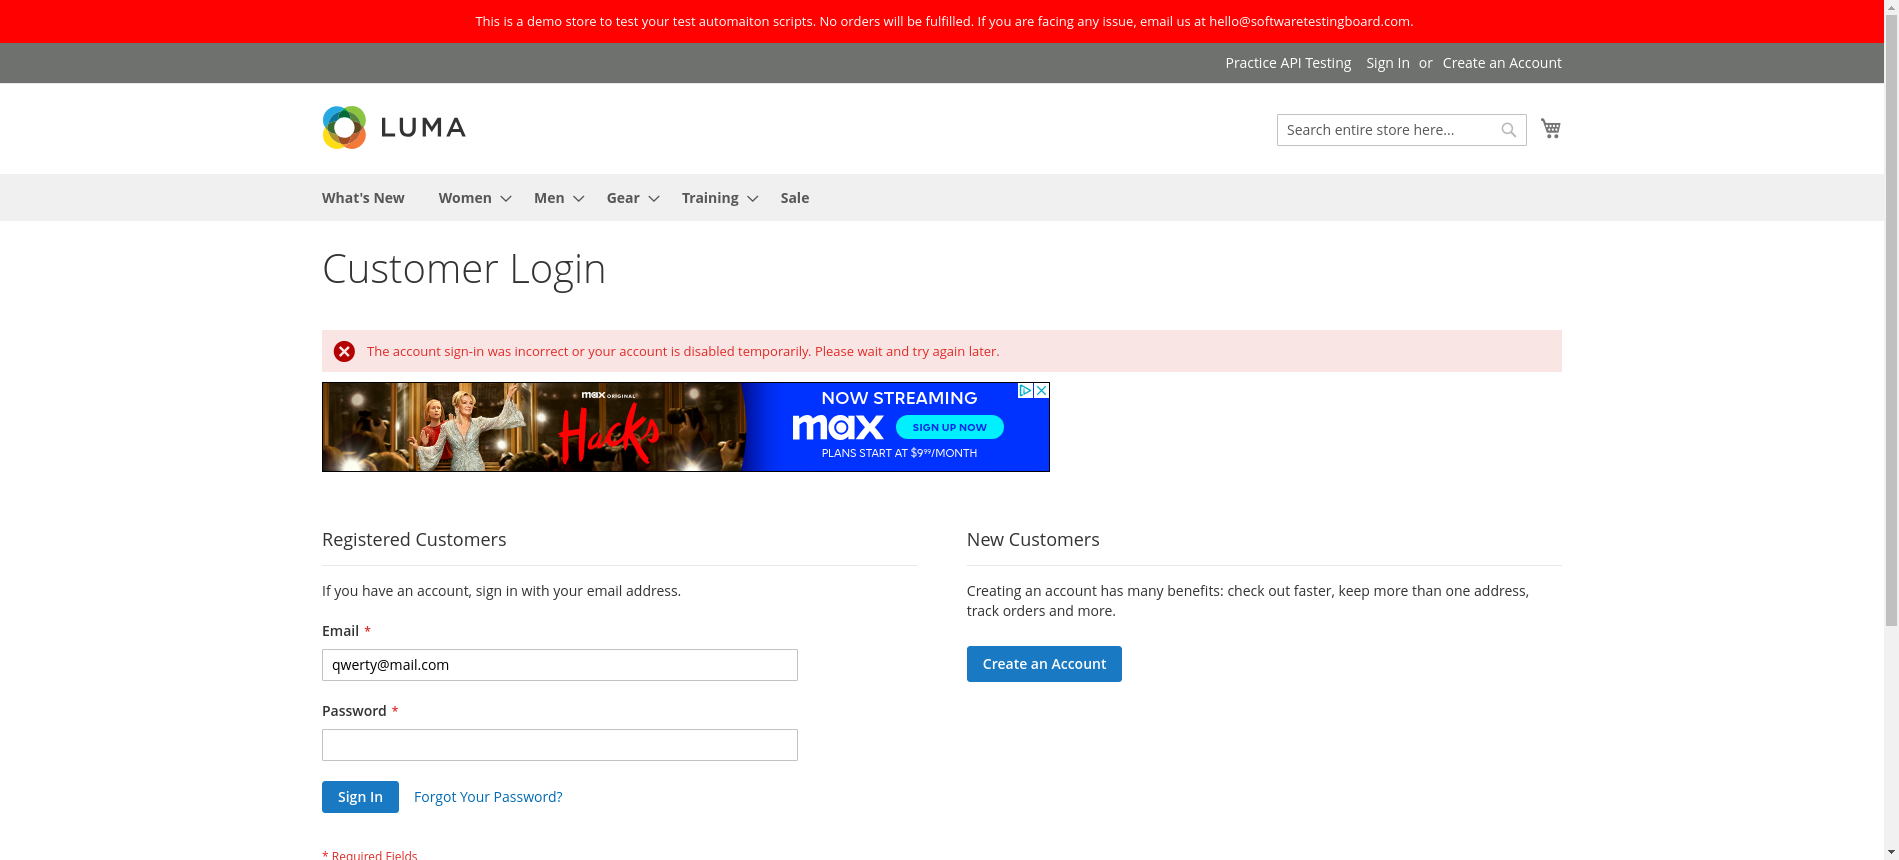 This is a demo store to test your test automaiton scripts. No orders will be fulfilled. If you are facing any issue, email us at hello@softwaretestingboard.com.
Practice API Testing Sign In or Create an Account
LUMA
Search entire store here...
What's New Women Men Gear Training Sale
Customer Login
The account sign-in was incorrect or your account is disabled temporarily. Please wait and try again later.
max ORIGINAL
Hacks
NOW STREAMING
max SIGN UP NOW
PLANS START AT $9⁹⁹/MONTH
Registered Customers
If you have an account, sign in with your email address.
Email *
qwerty@mail.com
Password *
Sign In Forgot Your Password?
* Required Fields
New Customers
Creating an account has many benefits: check out faster, keep more than one address,
track orders and more.
Create an Account